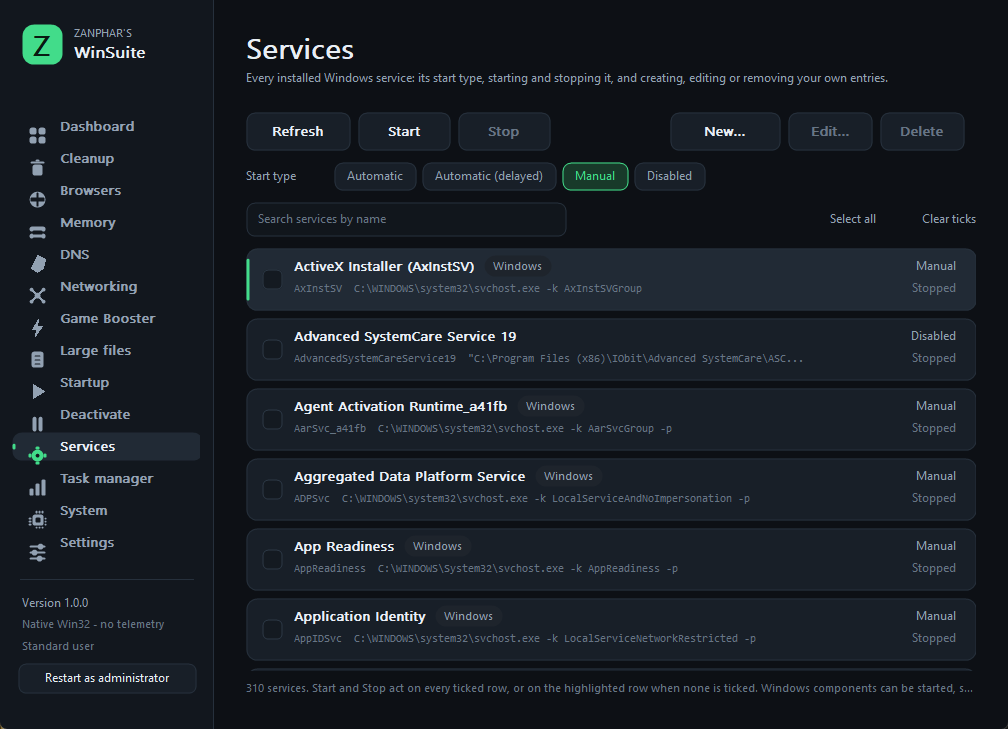 Z
ZANPHAR'S
WinSuite
Dashboard
Cleanup
Browsers
Memory
DNS
Networking
Game Booster
Large files
Startup
Deactivate
Services
Task manager
System
Settings
Version 1.0.0
Native Win32 - no telemetry
Standard user
Restart as administrator
Services
Every installed Windows service: its start type, starting and stopping it, and creating, editing or removing your own entries.
Refresh Start Stop New... Edit... Delete
Start type Automatic Automatic (delayed) Manual Disabled
Search services by name Select all Clear ticks
ActiveX Installer (AxInstSV) Windows Manual
AxInstSV C:\WINDOWS\system32\svchost.exe -k AxInstSVGroup Stopped
Advanced SystemCare Service 19 Disabled
AdvancedSystemCareService19 "C:\Program Files (x86)\IObit\Advanced SystemCare\ASC... Stopped
Agent Activation Runtime_a41fb Windows Manual
AarSvc_a41fb C:\WINDOWS\system32\svchost.exe -k AarSvcGroup -p Stopped
Aggregated Data Platform Service Windows Manual
ADPSvc C:\WINDOWS\system32\svchost.exe -k LocalServiceAndNoImpersonation -p Stopped
App Readiness Windows Manual
AppReadiness C:\WINDOWS\System32\svchost.exe -k AppReadiness -p Stopped
Application Identity Windows Manual
AppIDSvc C:\WINDOWS\system32\svchost.exe -k LocalServiceNetworkRestricted -p Stopped
310 services. Start and Stop act on every ticked row, or on the highlighted row when none is ticked. Windows components can be started, s...